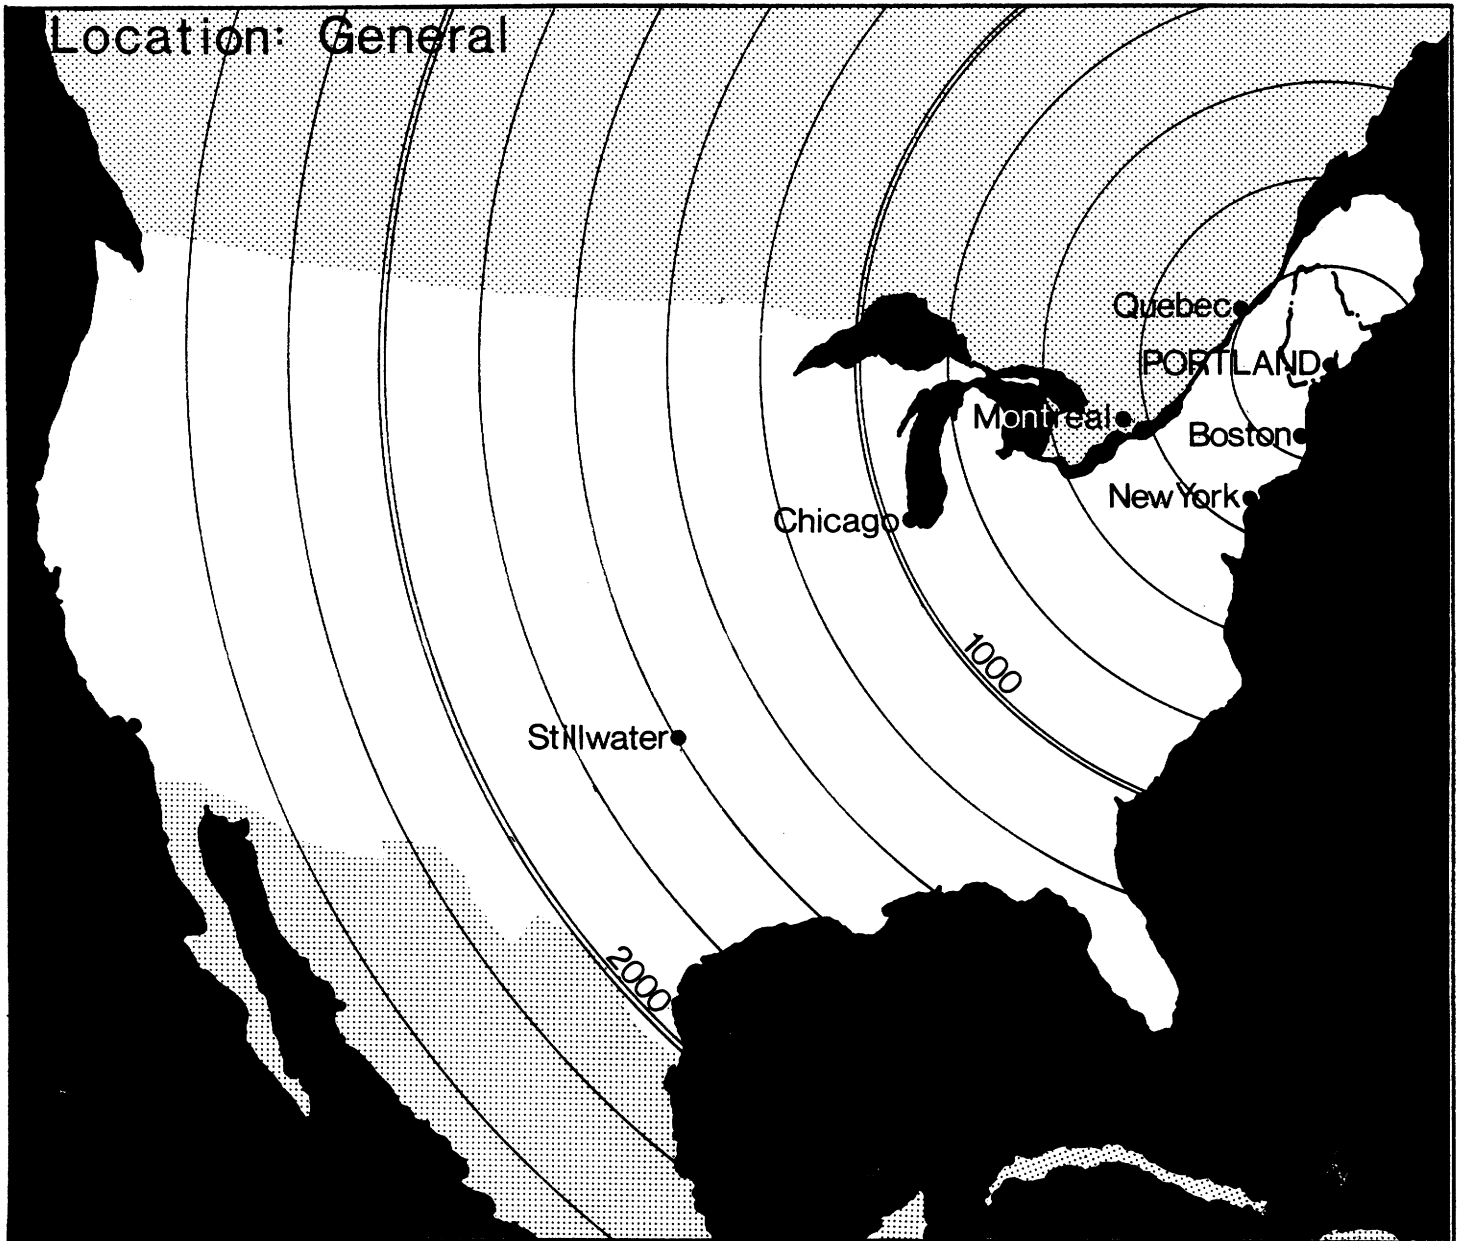 Location: General
Quebec
PORTLAND
Montreal
Boston
New York
Chicago
1000
Stillwater
2000